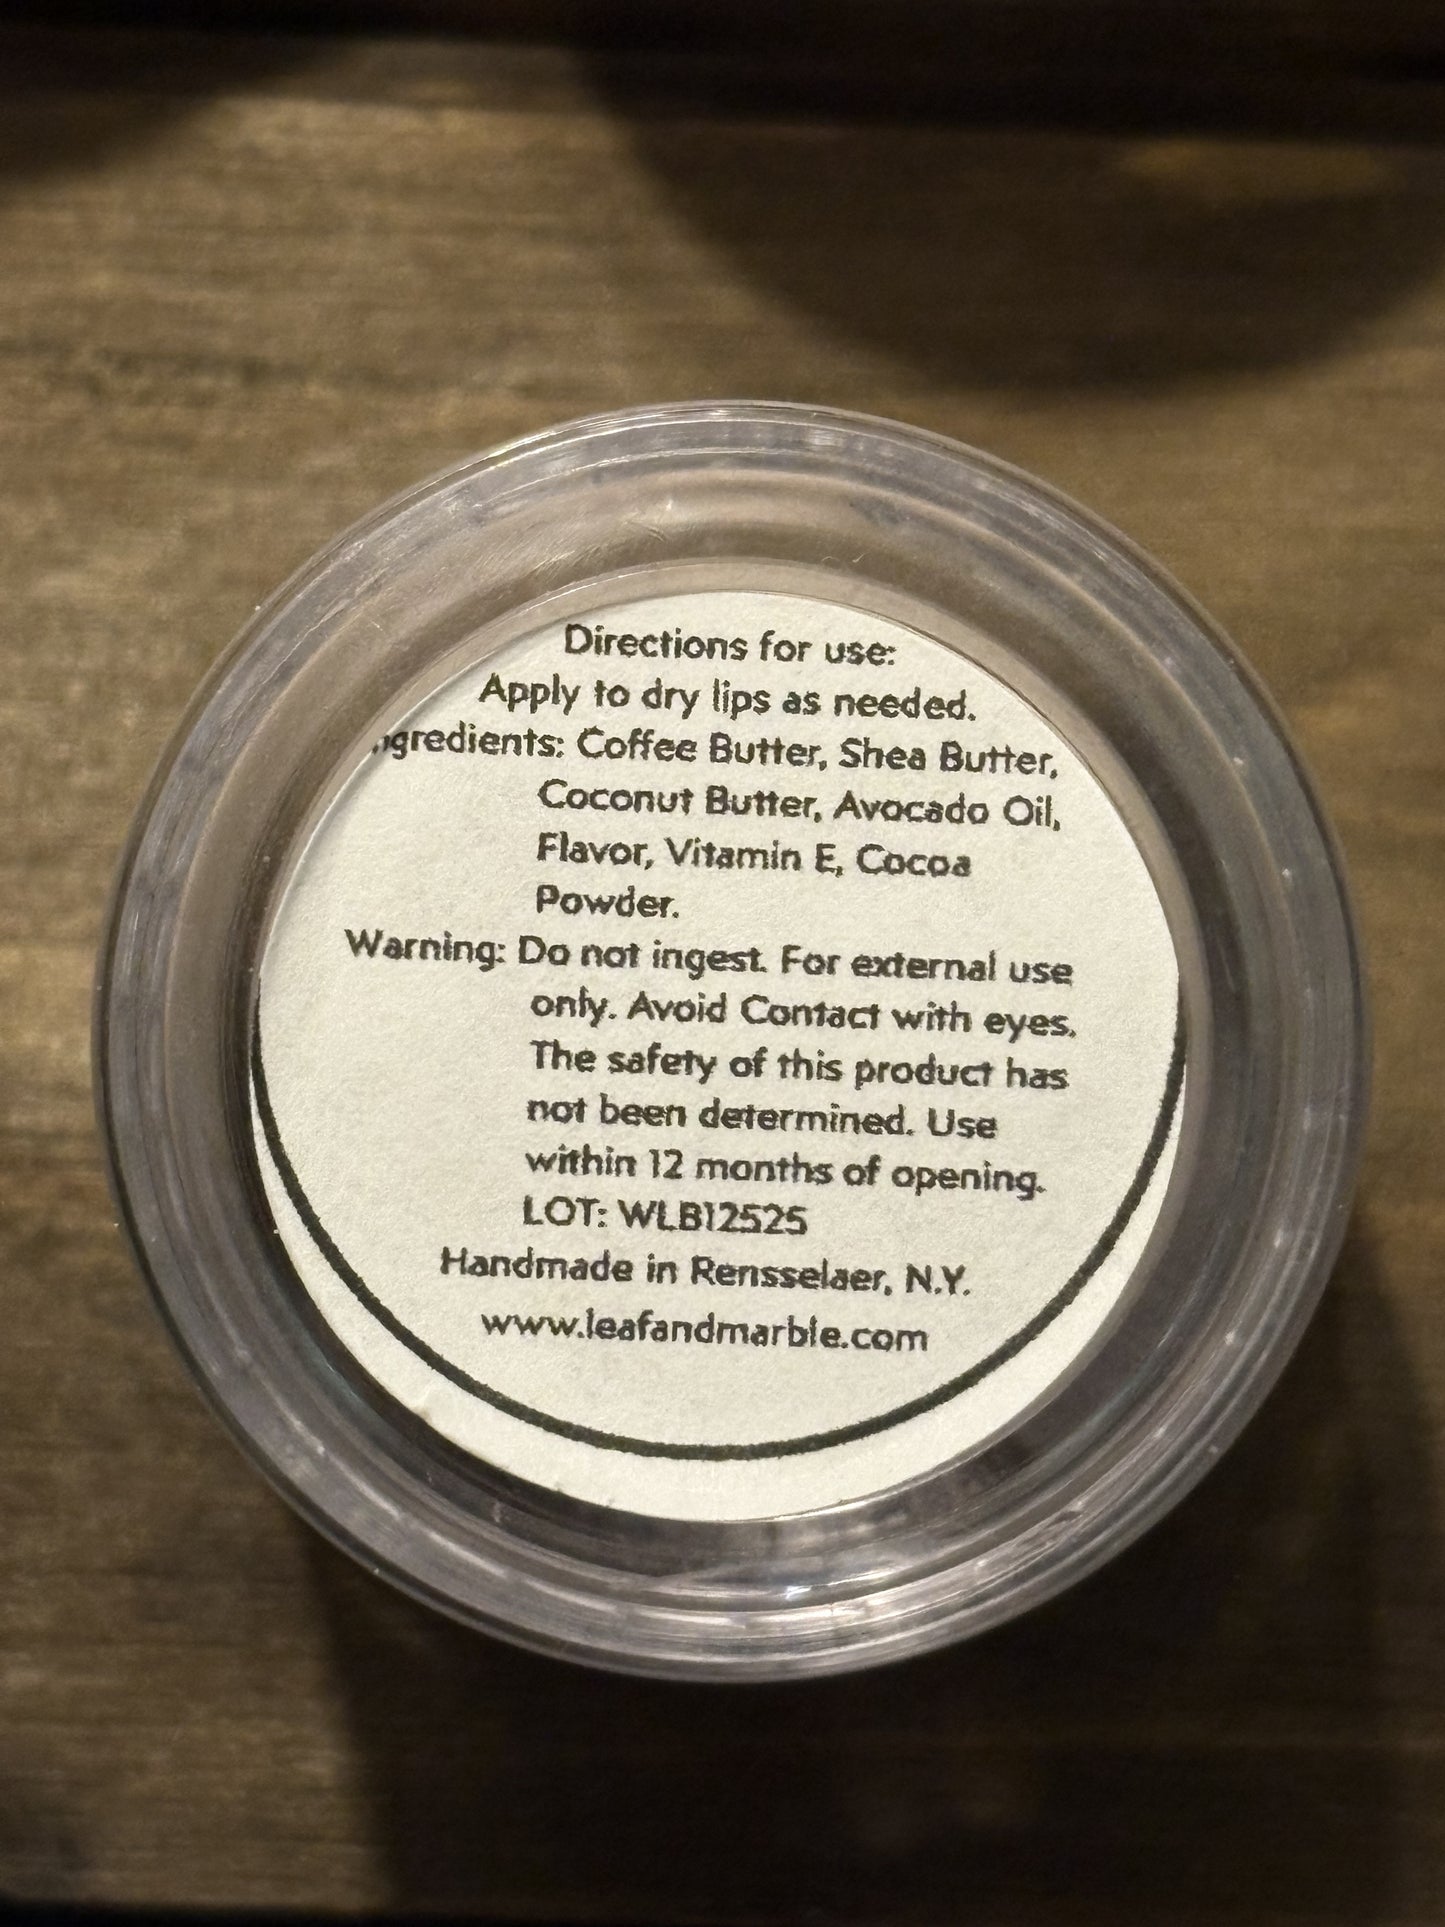 Directions for use:
Apply to dry lips as needed.
ngredients: Coffee Butter, Shea Butter,
Coconut Butter, Avocado Oil,
Flavor, Vitamin E, Cocoa
Powder.
Warning: Do not ingest. For external use
only. Avoid Contact with eyes.
The safety of this product has
not been determined. Use
within 12 months of opening.
LOT: WLB12525
Handmade in Rensselaer, N.Y.
www.leafandmarble.com